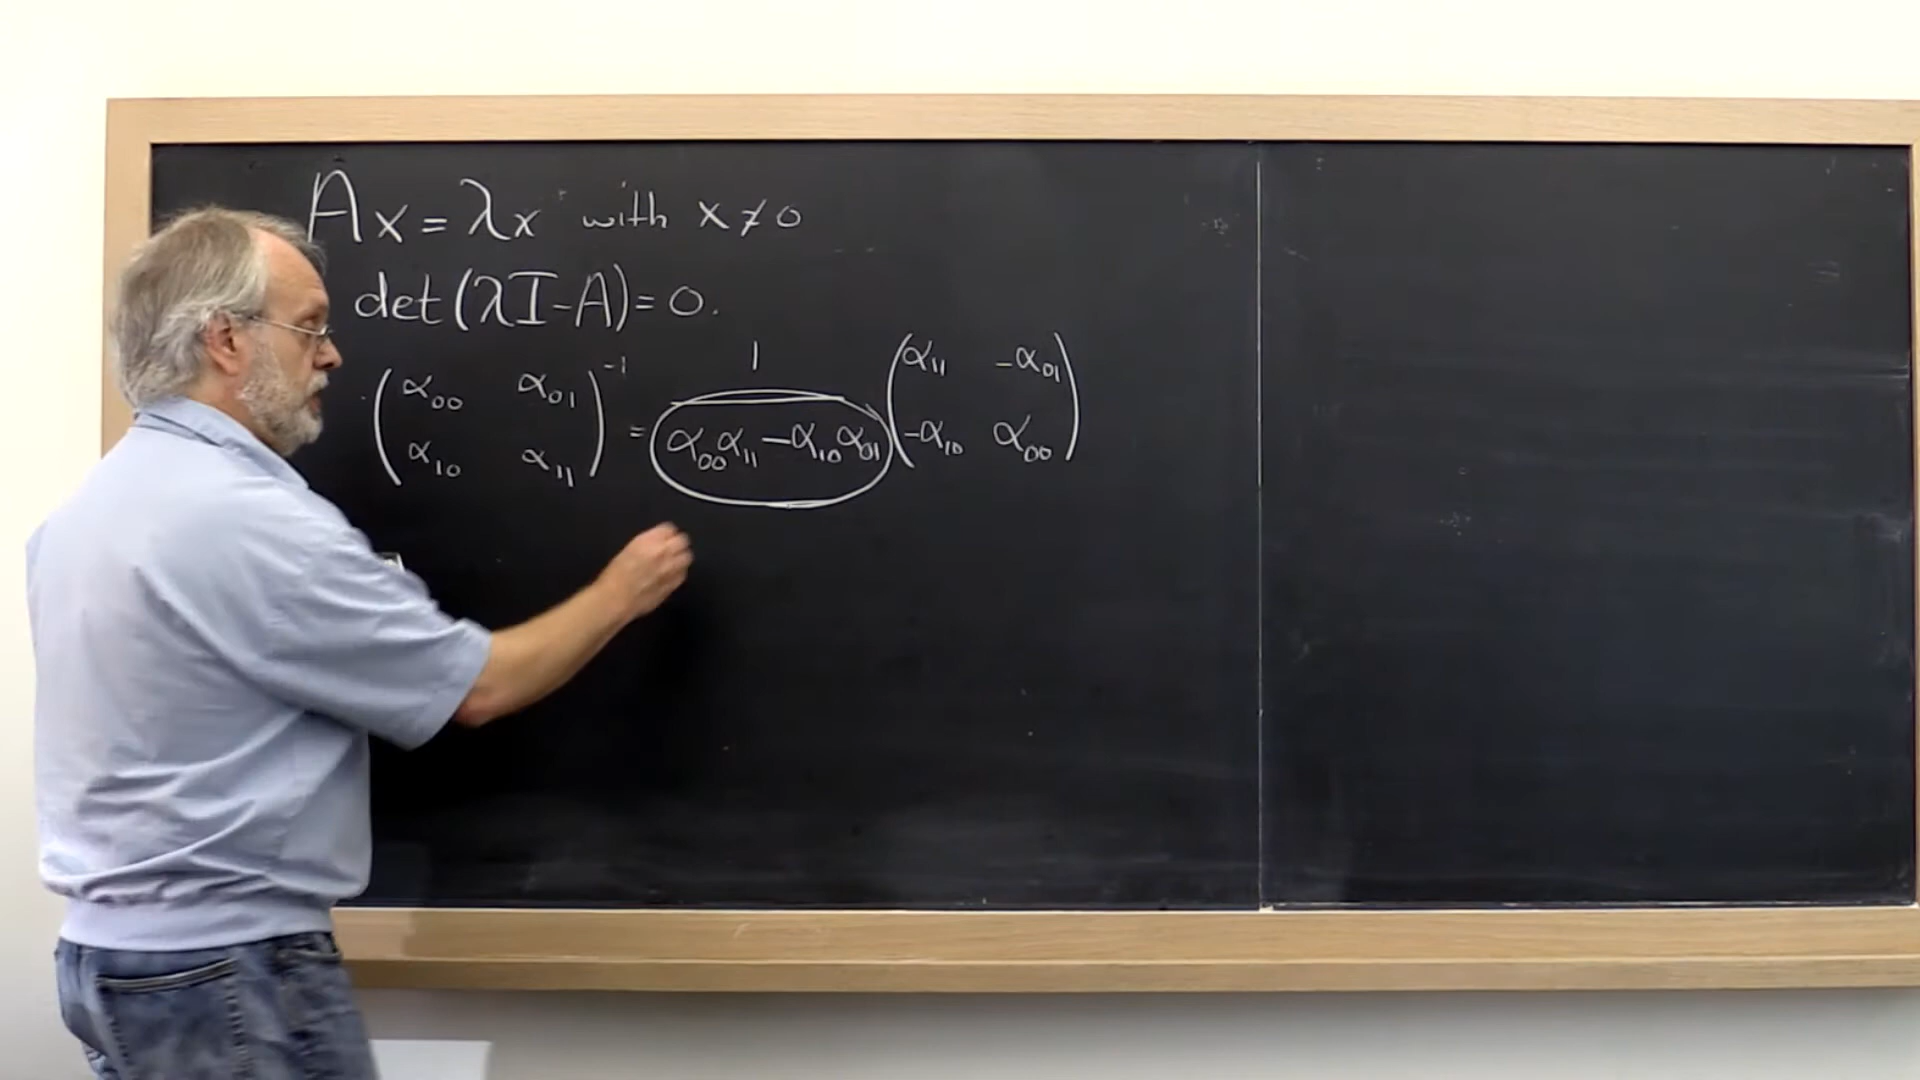 Ax = λx with x ≠ 0
det(λI-A) = 0.
(α₀₀ α₀₁
α₁₀ α₁₁)⁻¹ = 1/(α₀₀α₁₁ - α₁₀α₀₁) (α₁₁ -α₀₁
-α₁₀ α₀₀)